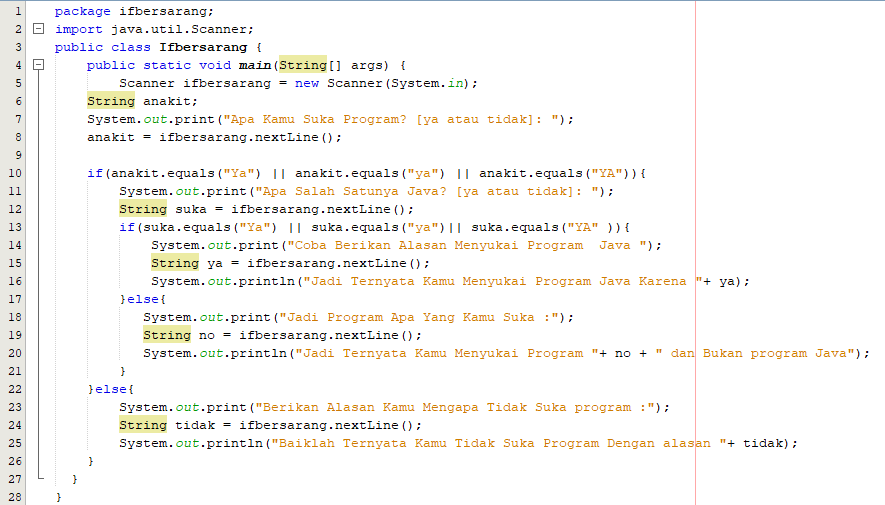 1 package ifbersarang;
2 import java.util.Scanner;
3 public class Ifbersarang {
4     public static void main(String[] args) {
5         Scanner ifbersarang = new Scanner(System.in);
6     String anakit;
7     System.out.print("Apa Kamu Suka Program? [ya atau tidak]: ");
8     anakit = ifbersarang.nextLine();
9
10     if(anakit.equals("Ya") || anakit.equals("ya") || anakit.equals("YA")){
11         System.out.print("Apa Salah Satunya Java? [ya atau tidak]: ");
12         String suka = ifbersarang.nextLine();
13         if(suka.equals("Ya") || suka.equals("ya")|| suka.equals("YA" )){
14             System.out.print("Coba Berikan Alasan Menyukai Program  Java ");
15             String ya = ifbersarang.nextLine();
16             System.out.println("Jadi Ternyata Kamu Menyukai Program Java Karena "+ ya);
17         }else{
18            System.out.print("Jadi Program Apa Yang Kamu Suka :");
19            String no = ifbersarang.nextLine();
20            System.out.println("Jadi Ternyata Kamu Menyukai Program "+ no + " dan Bukan program Java");
21         }
22     }else{
23         System.out.print("Berikan Alasan Kamu Mengapa Tidak Suka program :");
24         String tidak = ifbersarang.nextLine();
25         System.out.println("Baiklah Ternyata Kamu Tidak Suka Program Dengan alasan "+ tidak);
26     }
27   }
28 }